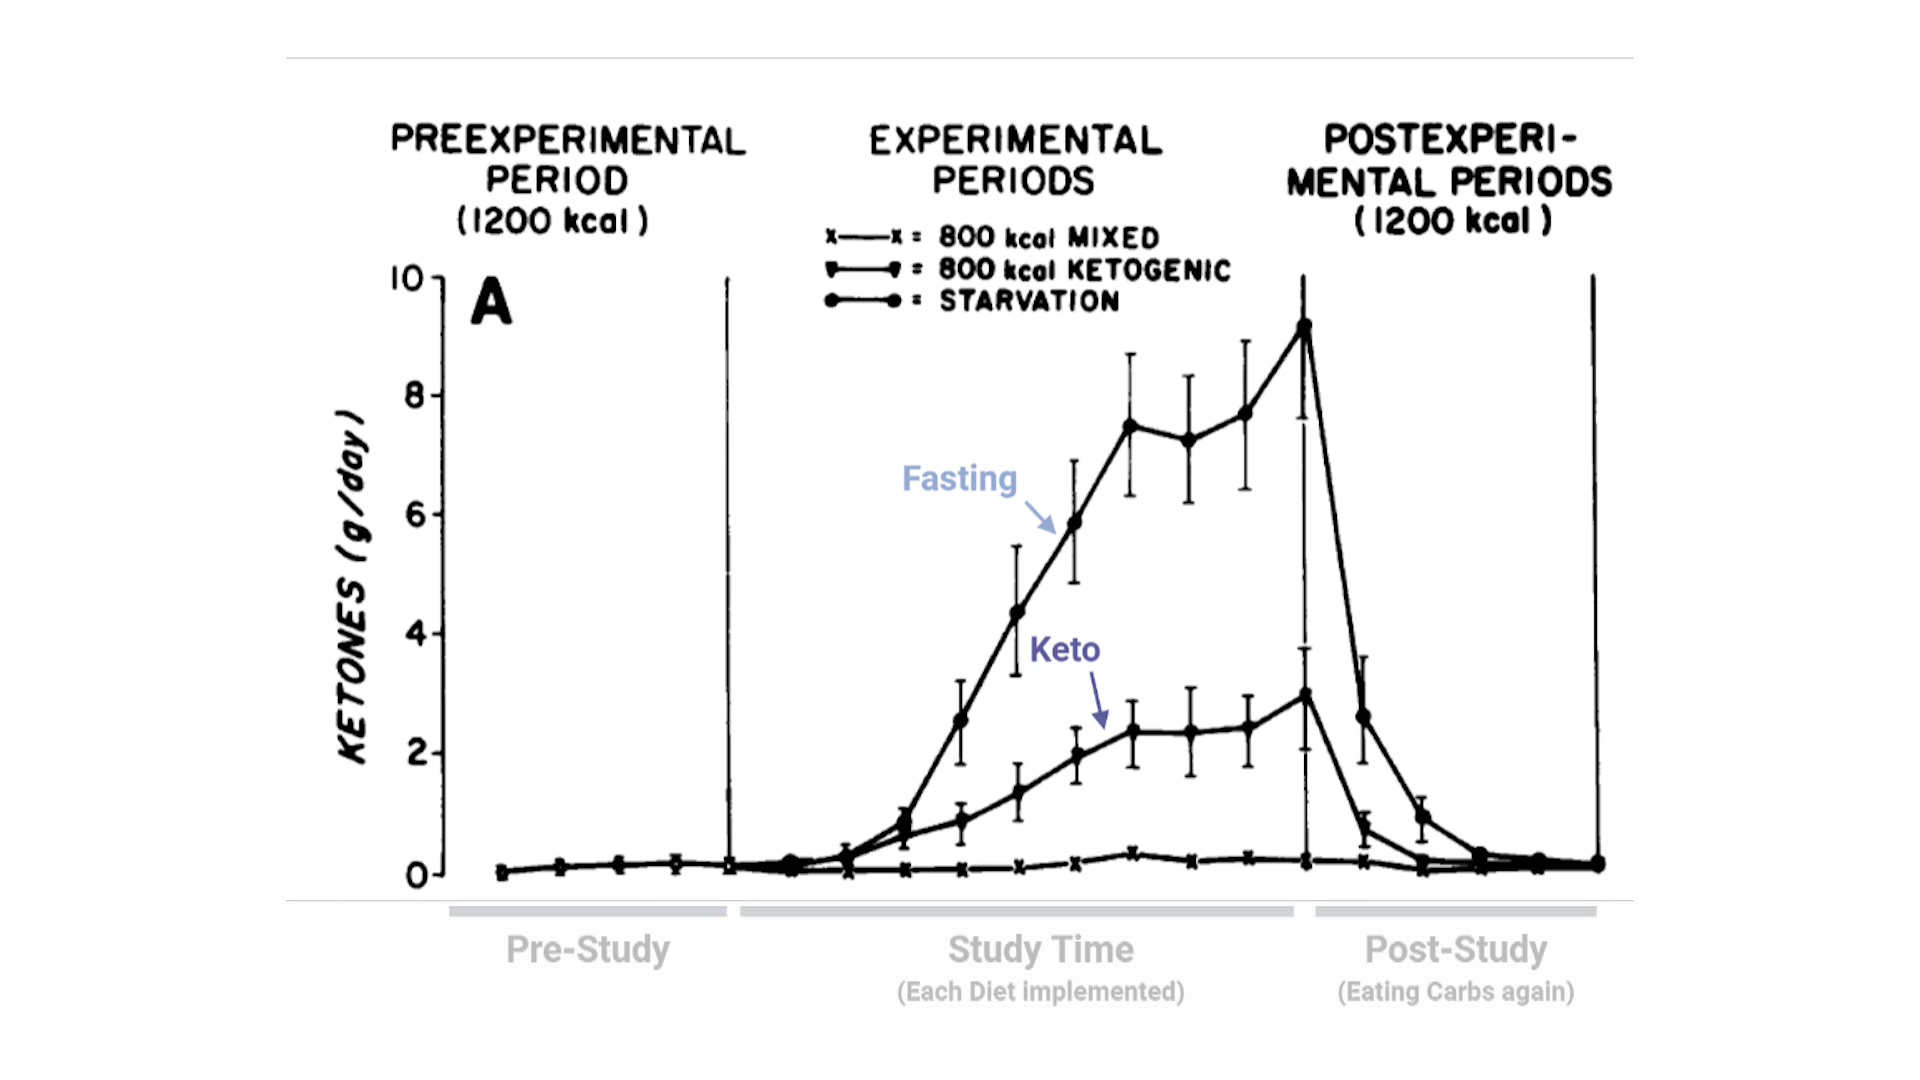 PREEXPERIMENTAL
PERIOD
(1200 kcal)
EXPERIMENTAL
PERIODS
POSTEXPERI-
MENTAL PERIODS
(1200 kcal)
x—x = 800 kcal MIXED
= 800 kcal KETOGENIC
= STARVATION
A
KETONES (g/day)
10
8
6
4
2
0
Fasting
Keto
Pre-Study
Study Time
(Each Diet implemented)
Post-Study
(Eating Carbs again)